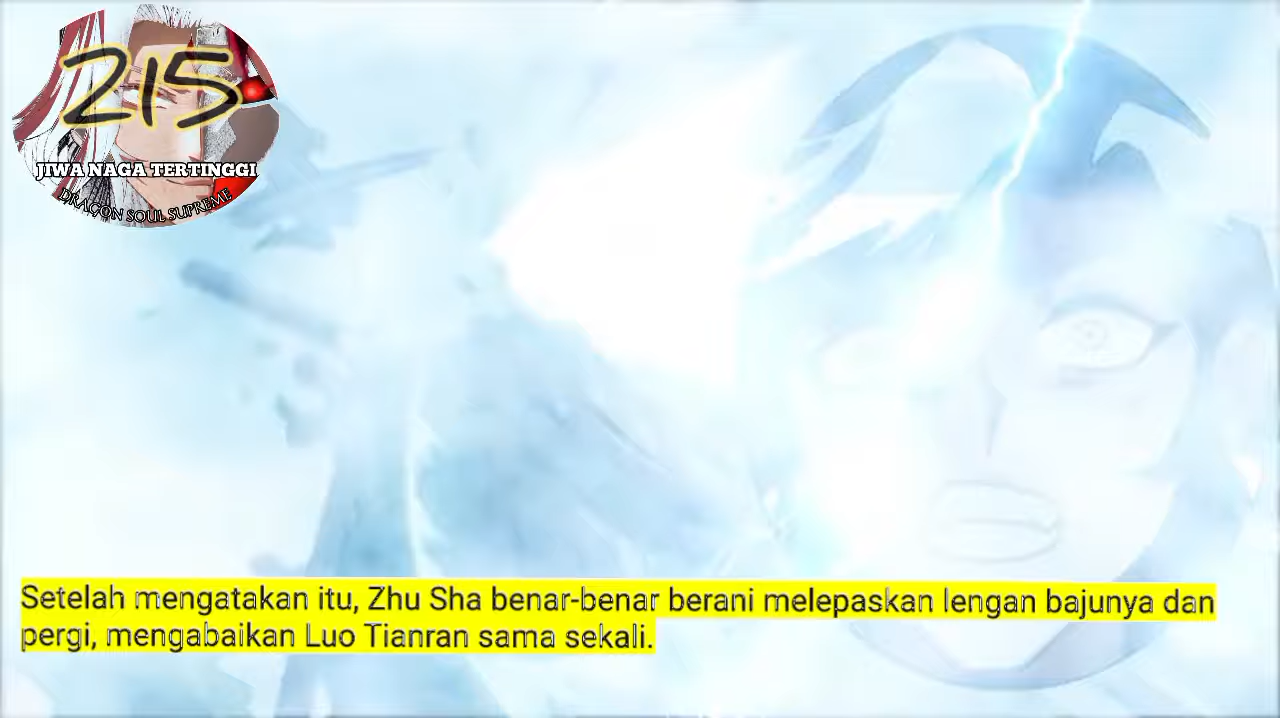 215
JIWA NAGA TERTINGGI
DRAGON SOUL SUPREME
Setelah mengatakan itu, Zhu Sha benar-benar berani melepaskan lengan bajunya dan
pergi, mengabaikan Luo Tianran sama sekali.